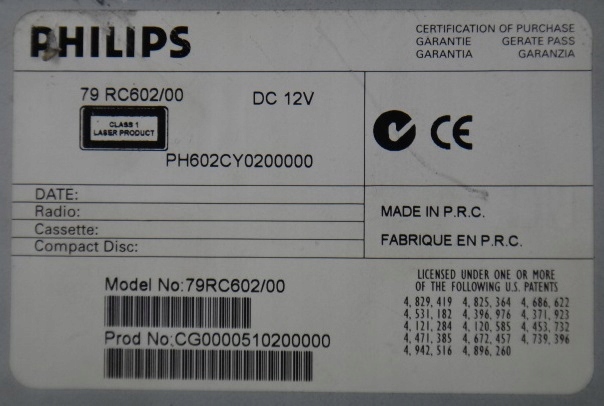 PHILIPS
CERTIFICATION OF PURCHASE
GARANTIE GERATE PASS
GARANTIA GARANZIA
79 RC602/00 DC 12V
CLASS 1
LASER PRODUCT
PH602CY0200000
CE
DATE:
Radio:
Cassette:
Compact Disc:
MADE IN P.R.C.
FABRIQUE EN P.R.C.
Model No:79RC602/00
Prod No:CG0000510200000
LICENSED UNDER ONE OR MORE
OF THE FOLLOWING U.S. PATENTS
4, 829, 419 4, 825, 364 4, 686, 622
4, 531, 182 4, 396, 976 4, 371, 923
4, 121, 284 4, 120, 585 4, 453, 732
4, 471, 385 4, 672, 457 4, 739, 396
4, 942, 516 4, 896, 260